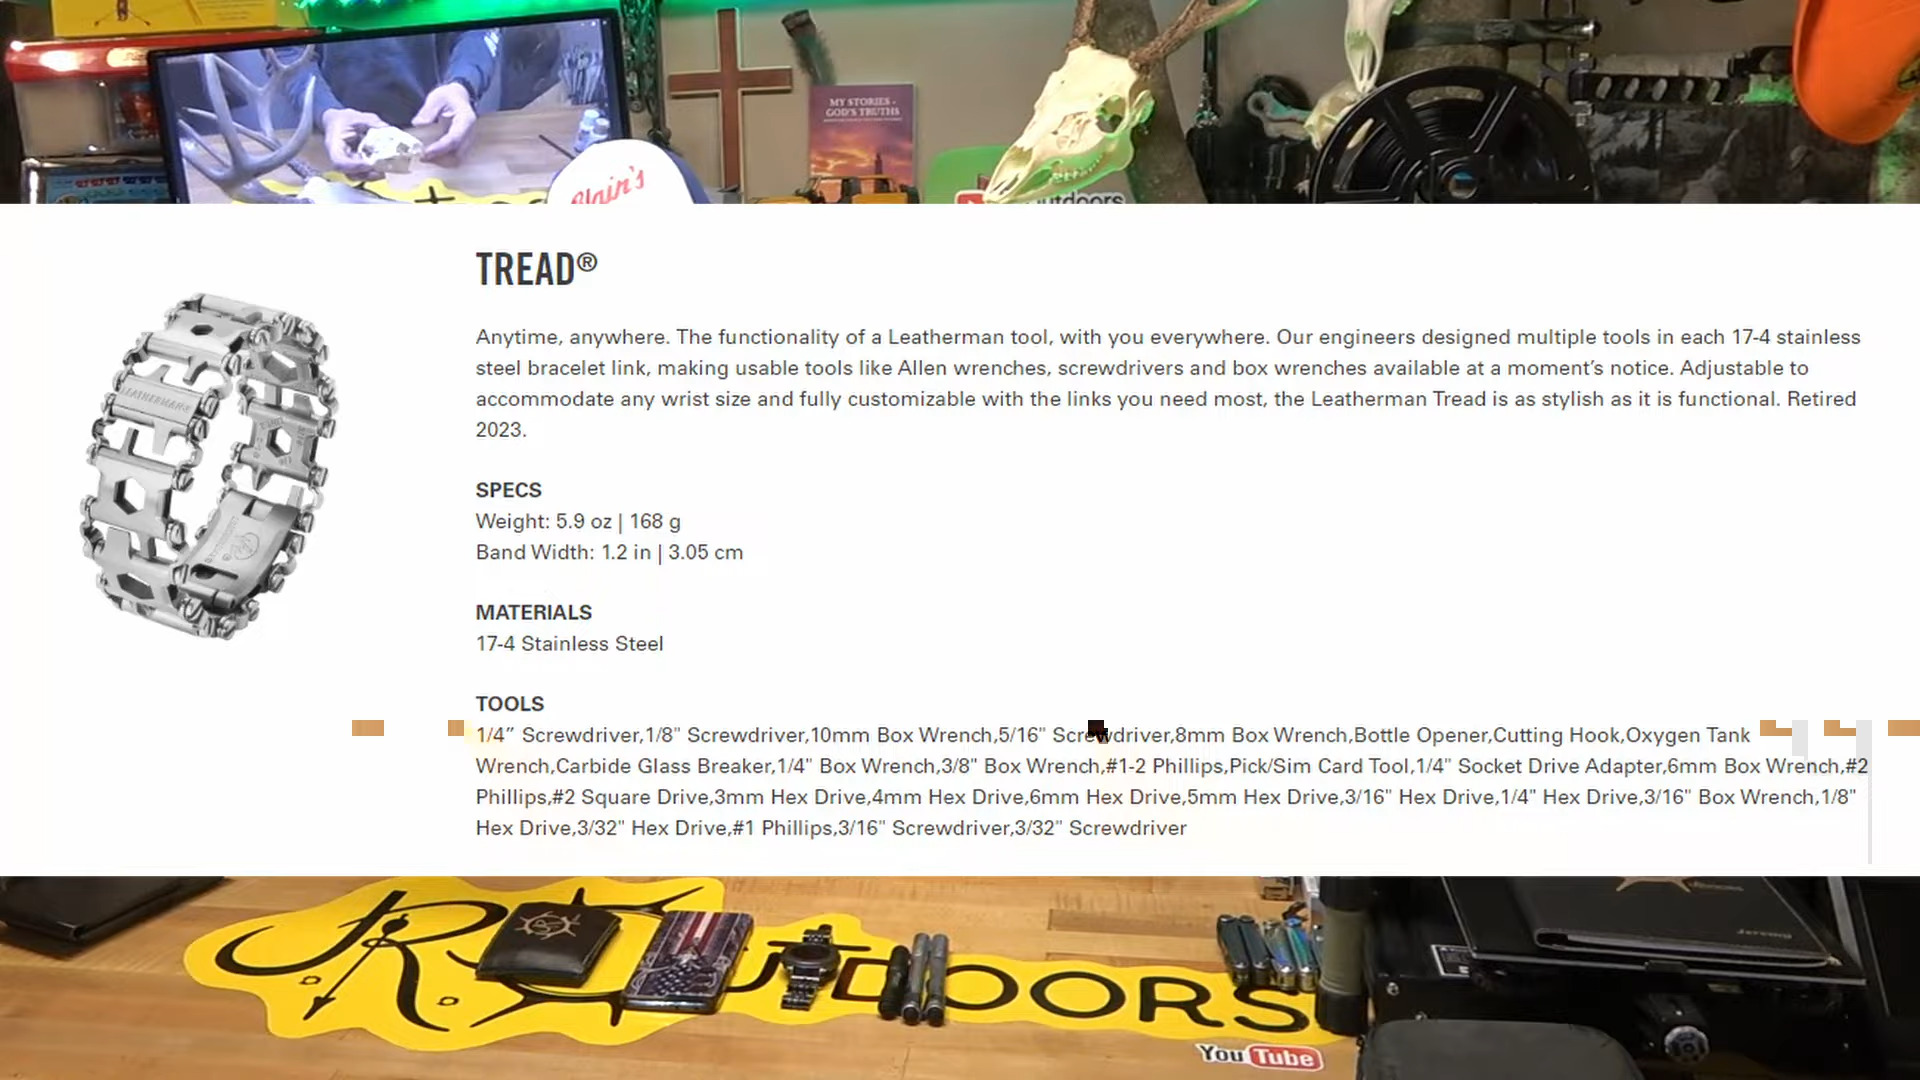 MY STORIES -
GOD'S TRUTHS
Blain's
utdoors
TREAD®
Anytime, anywhere. The functionality of a Leatherman tool, with you everywhere. Our engineers designed multiple tools in each 17-4 stainless
steel bracelet link, making usable tools like Allen wrenches, screwdrivers and box wrenches available at a moment’s notice. Adjustable to
accommodate any wrist size and fully customizable with the links you need most, the Leatherman Tread is as stylish as it is functional. Retired
2023.
LEATHERMAN®
SPECS
Weight: 5.9 oz | 168 g
Band Width: 1.2 in | 3.05 cm
MATERIALS
17-4 Stainless Steel
TOOLS
1/4” Screwdriver,1/8" Screwdriver,10mm Box Wrench,5/16" Screwdriver,8mm Box Wrench,Bottle Opener,Cutting Hook,Oxygen Tank
Wrench,Carbide Glass Breaker,1/4" Box Wrench,3/8" Box Wrench,#1-2 Phillips,Pick/Sim Card Tool,1/4" Socket Drive Adapter,6mm Box Wrench,#2
Phillips,#2 Square Drive,3mm Hex Drive,4mm Hex Drive,6mm Hex Drive,5mm Hex Drive,3/16" Hex Drive,1/4" Hex Drive,3/16" Box Wrench,1/8"
Hex Drive,3/32" Hex Drive,#1 Phillips,3/16" Screwdriver,3/32" Screwdriver
JR OUTDOORS
YouTube